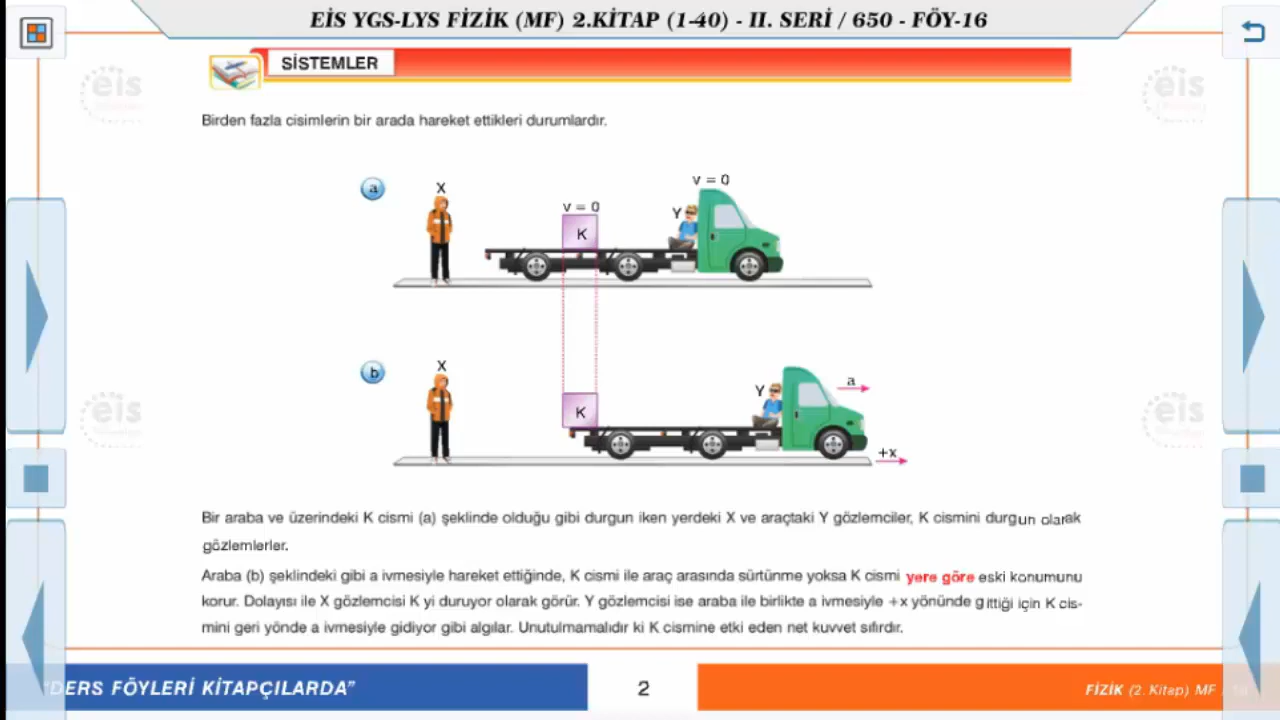 EİS YGS-LYS FİZİK (MF) 2.KİTAP (1-40) - II. SERİ / 650 - FÖY-16
SİSTEMLER
eis
eis
Birden fazla cisimlerin bir arada hareket ettikleri durumlardır.
a
X
v = 0
K
Y
v = 0
b
X
K
Y
a
+x
eis
eis
Bir araba ve üzerindeki K cismi (a) şeklinde olduğu gibi durgun iken yerdeki X ve araçtaki Y gözlemciler, K cismini durgun olarak
gözlemlerler.
Araba (b) şeklindeki gibi a ivmesiyle hareket ettiğinde, K cismi ile araç arasında sürtünme yoksa K cismi yere göre eski konumunu
korur. Dolayısı ile X gözlemcisi K yi duruyor olarak görür. Y gözlemcisi ise araba ile birlikte a ivmesiyle +x yönünde gittiği için K cis-
mini geri yönde a ivmesiyle gidiyor gibi algılar. Unutulmamalıdır ki K cismine etki eden net kuvvet sıfırdır.
"DERS FÖYLERİ KİTAPÇILARDA"
2
FİZİK (2. Kitap) MF